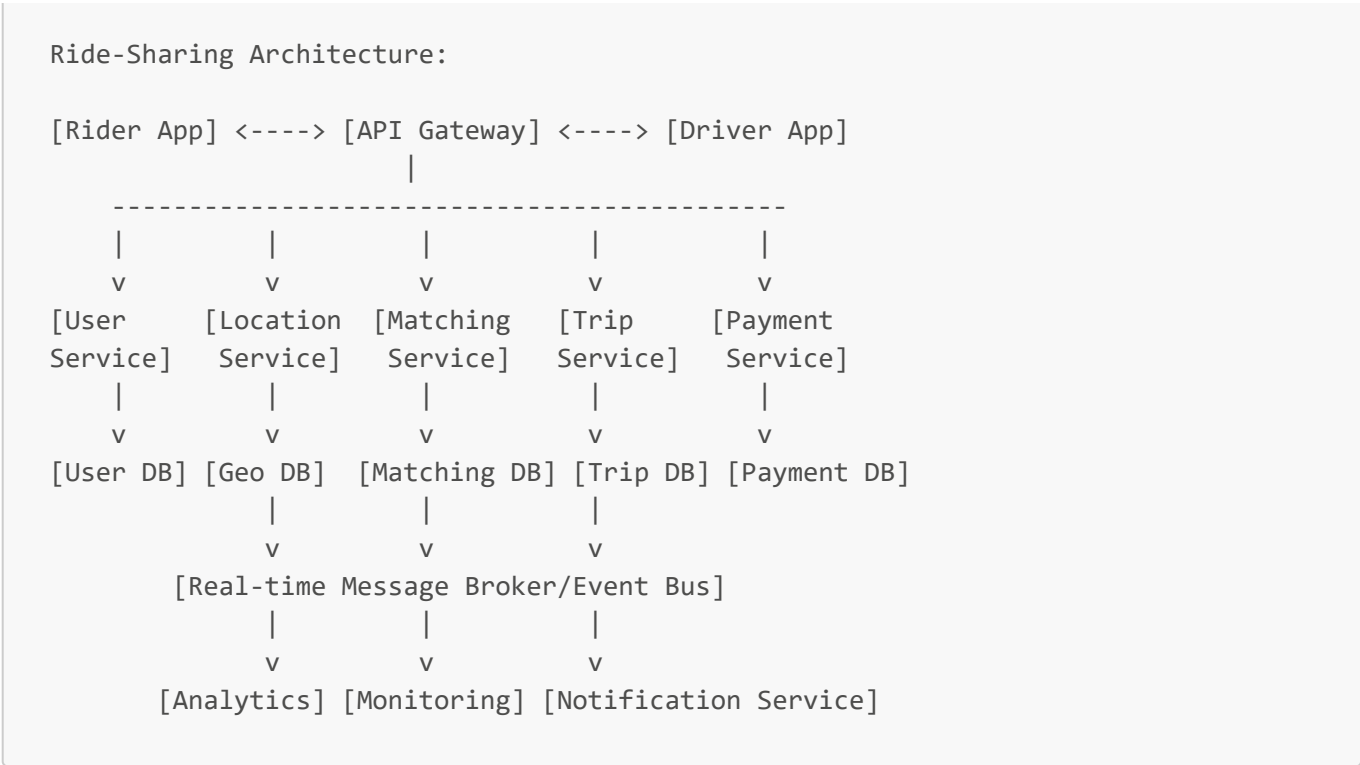 Ride-Sharing Architecture:

[Rider App] <----> [API Gateway] <----> [Driver App]
                       |
    --------------------------------------------
    |         |         |          |          |
    v         v         v          v          v
[User     [Location  [Matching   [Trip     [Payment
Service]   Service]   Service]   Service]   Service]
    |         |         |          |          |
    v         v         v          v          v
[User DB] [Geo DB]  [Matching DB] [Trip DB] [Payment DB]
              |         |          |
              v         v          v
        [Real-time Message Broker/Event Bus]
              |         |          |
              v         v          v
       [Analytics] [Monitoring] [Notification Service]